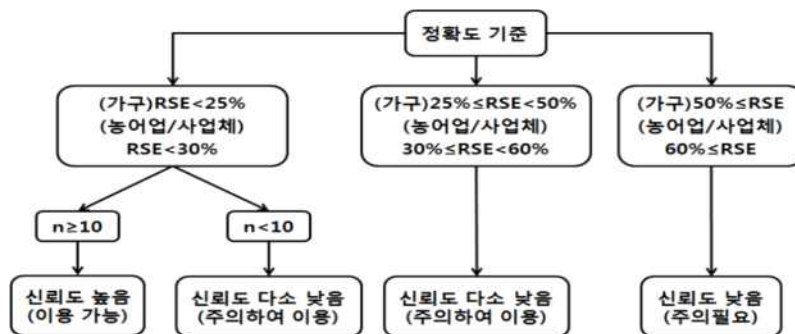 정확도 기준
(가구)RSE<25%
(농어업/사업체)
RSE<30%
(가구)25%≤RSE<50%
(농어업/사업체)
30%≤RSE<60%
(가구)50%≤RSE
(농어업/사업체)
60%≤RSE
n≥10
n<10
신뢰도 높음
(이용 가능)
신뢰도 다소 낮음
(주의하여 이용)
신뢰도 다소 낮음
(주의하여 이용)
신뢰도 낮음
(주의필요)